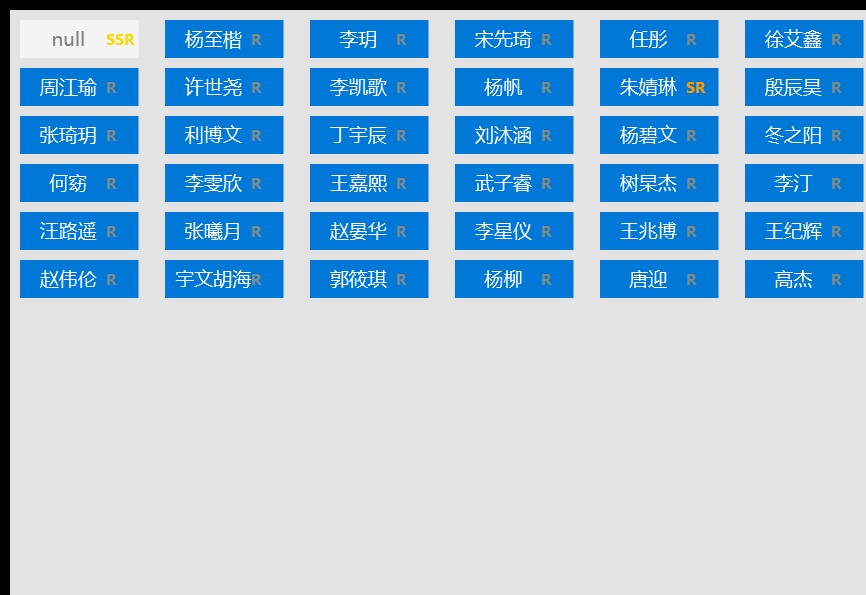 null SSR 杨至楷 R 李玥 R 宋先琦 R 任彤 R 徐艾鑫 R
周江瑜 R 许世尧 R 李凯歌 R 杨帆 R 朱婧琳 SR 殷辰昊 R
张琦玥 R 利博文 R 丁宇辰 R 刘沐涵 R 杨碧文 R 冬之阳 R
何窈 R 李雯欣 R 王嘉熙 R 武子睿 R 树杲杰 R 李汀 R
汪路遥 R 张曦月 R 赵晏华 R 李星仪 R 王兆博 R 王纪辉 R
赵伟伦 R 宇文胡海R 郭筱琪 R 杨柳 R 唐迎 R 高杰 R